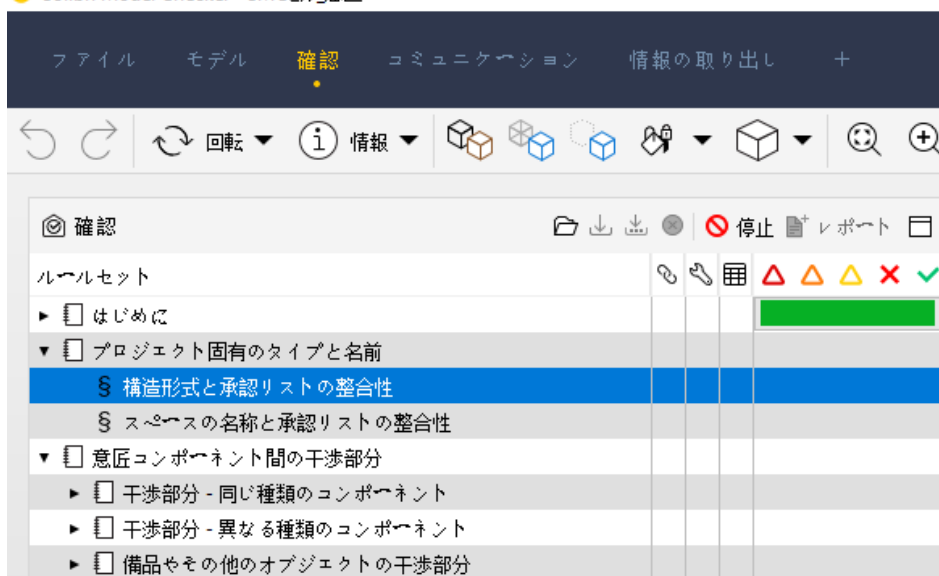 ファイル モデル 確認 コミュニケーション 情報の取り出し +
回転 情報
確認 停止 レポート
ルールセット
はじめに
プロジェクト固有のタイプと名前
§ 構造形式と承認リストの整合性
§ スペースの名称と承認リストの整合性
意匠コンポーネント間の干渉部分
干渉部分 - 同じ種類のコンポーネント
干渉部分 - 異なる種類のコンポーネント
備品やその他のオブジェクトの干渉部分